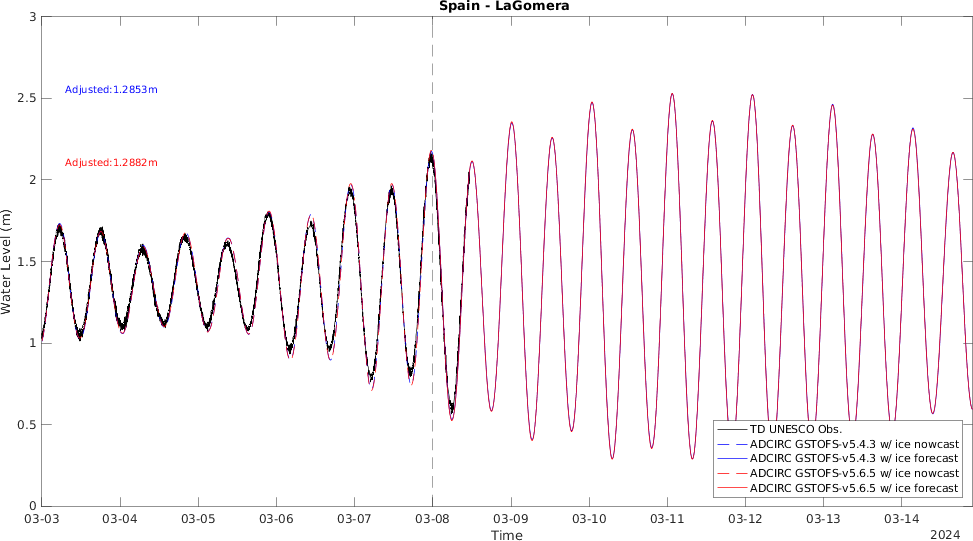 Spain - LaGomera
3
2.5
2
1.5
1
0.5
0
Water Level (m)
Adjusted:1.2853m
Adjusted:1.2882m
TD UNESCO Obs.
ADCIRC GSTOFS-v5.4.3 w/ ice nowcast
ADCIRC GSTOFS-v5.4.3 w/ ice forecast
ADCIRC GSTOFS-v5.6.5 w/ ice nowcast
ADCIRC GSTOFS-v5.6.5 w/ ice forecast
03-03 03-04 03-05 03-06 03-07 03-08 03-09 03-10 03-11 03-12 03-13 03-14
Time
2024